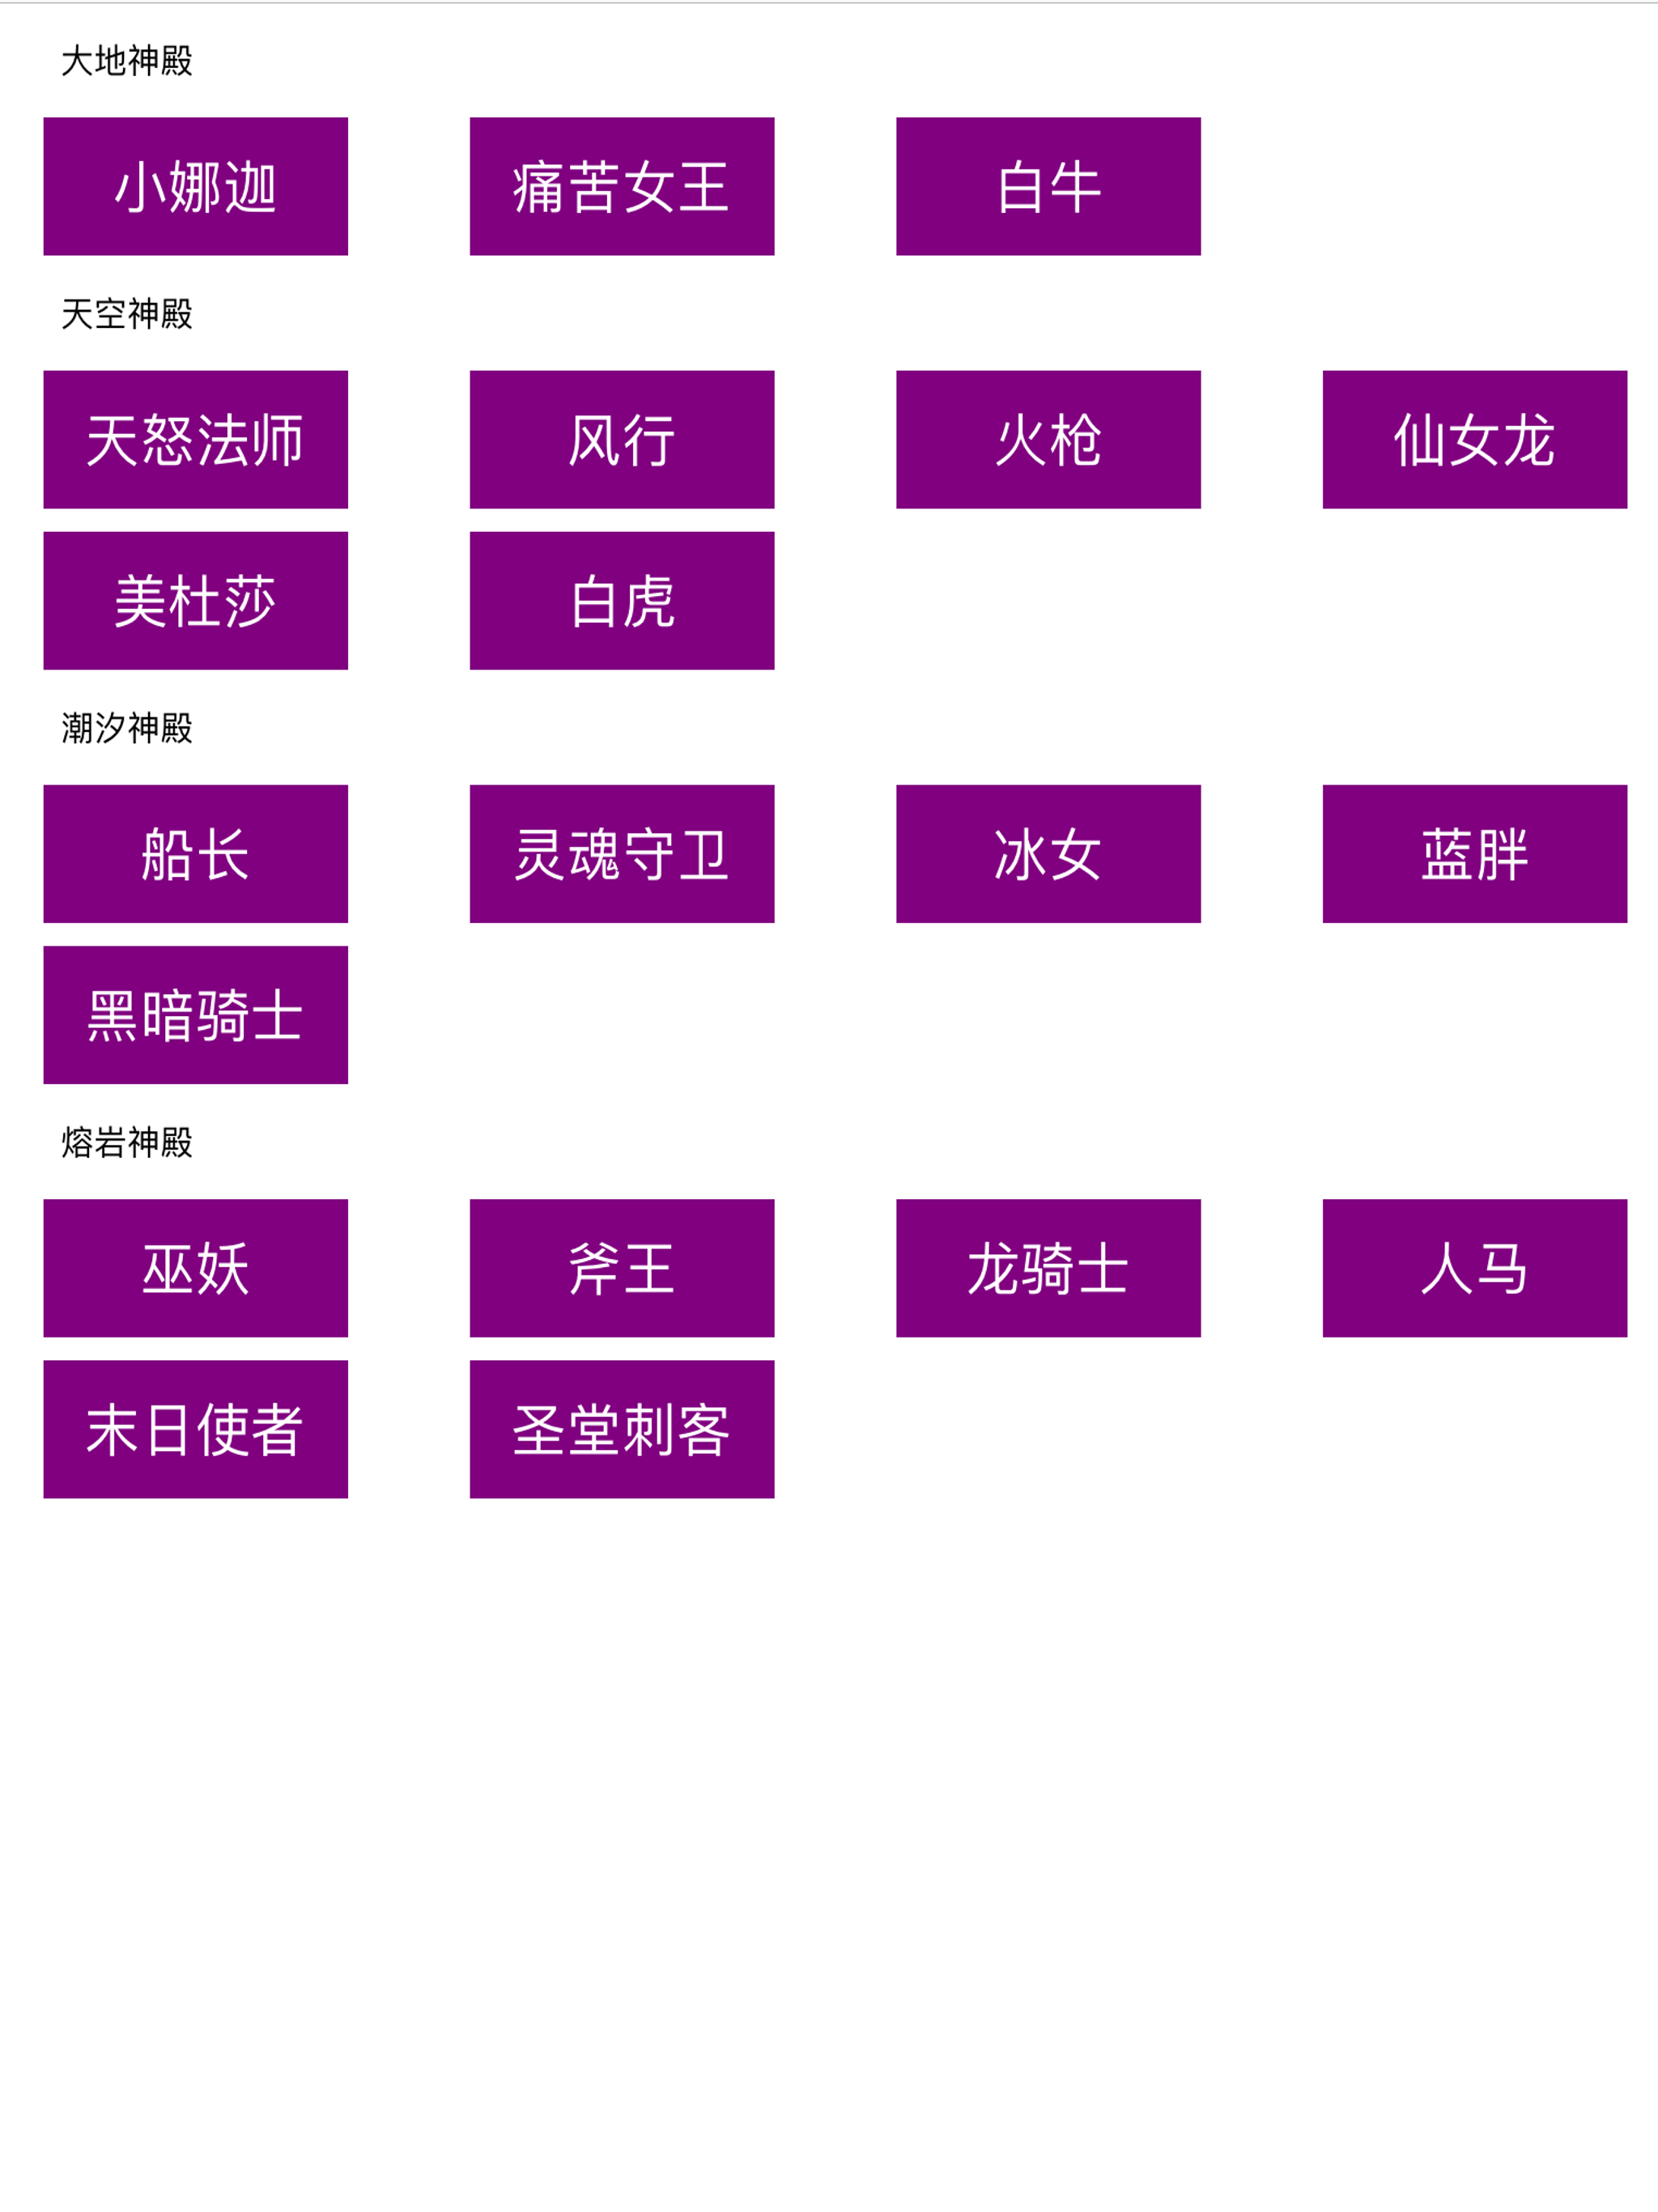 大地神殿
小娜迦 痛苦女王 白牛
天空神殿
天怒法师 风行 火枪 仙女龙
美杜莎 白虎
潮汐神殿
船长 灵魂守卫 冰女 蓝胖
黑暗骑士
熔岩神殿
巫妖 斧王 龙骑士 人马
末日使者 圣堂刺客